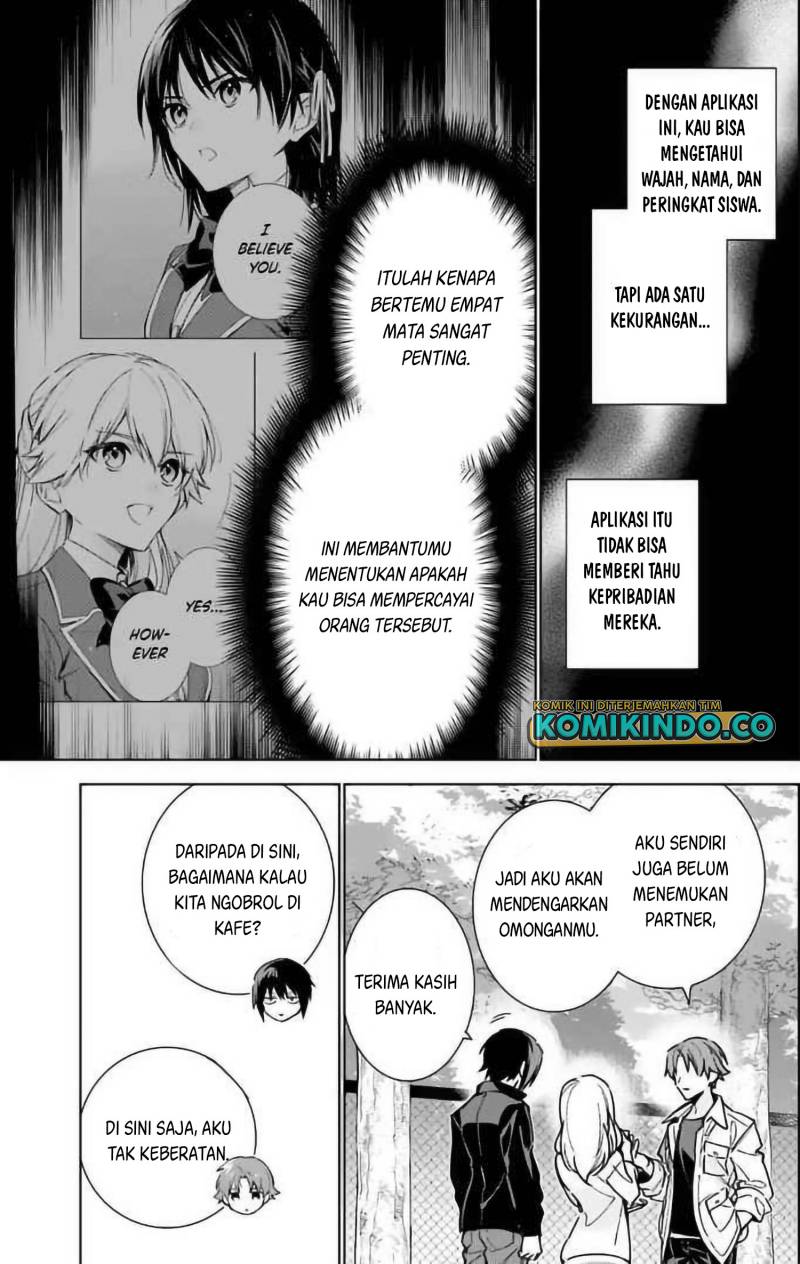 DENGAN APLIKASI
INI, KAU BISA
MENGETAHUI
WAJAH, NAMA, DAN
PERINGKAT SISWA.
TAPI ADA SATU
KEKURANGAN...
APLIKASI ITU
TIDAK BISA
MEMBERI TAHU
KEPRIBADIAN
MEREKA.
I
BELIEVE
YOU.
ITULAH KENAPA
BERTEMU EMPAT
MATA SANGAT
PENTING.
YES...
HOW-
EVER
INI MEMBANTUMU
MENENTUKAN APAKAH
KAU BISA MEMPERCAYAI
ORANG TERSEBUT.
KOMIK INI DITERJEMAHKAN TIM
KOMIKINDO.CO
AKU SENDIRI
JUGA BELUM
MENEMUKAN
PARTNER,
JADI AKU AKAN
MENDENGARKAN
OMONGANMU.
TERIMA KASIH
BANYAK.
DARIPADA DI SINI,
BAGAIMANA KALAU
KITA NGOBROL DI
KAFE?
DI SINI SAJA, AKU
TAK KEBERATAN.